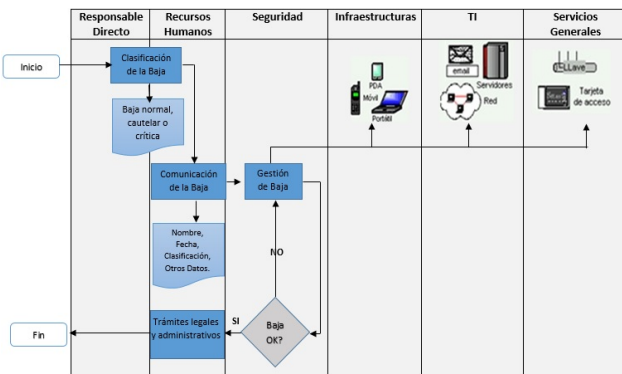 Responsable
Directo
Recursos
Humanos
Seguridad
Infraestructuras
TI
Servicios
Generales
Inicio
Clasificación
de la Baja
Baja normal,
cautelar o
crítica
Comunicación
de la Baja
Gestión
de Baja
Nombre,
Fecha,
Clasificación,
Otros Datos.
NO
Trámites legales
y administrativos
SI
Baja
OK?
Fin
PDA
Móvil
Portátil
email
Servidores
Red
LLave
Tarjeta
de acceso